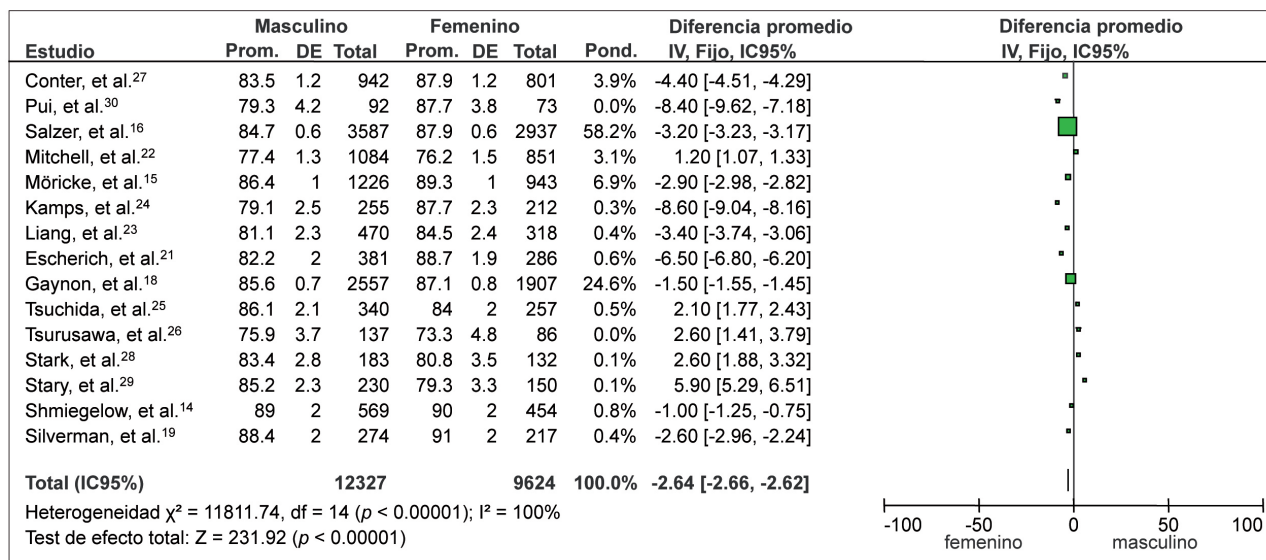 Masculino Femenino Diferencia promedio Diferencia promedio
Estudio Prom. DE Total Prom. DE Total Pond. IV, Fijo, IC95% IV, Fijo, IC95%
Conter, et al.27 83.5 1.2 942 87.9 1.2 801 3.9% -4.40 [-4.51, -4.29]
Pui, et al.30 79.3 4.2 92 87.7 3.8 73 0.0% -8.40 [-9.62, -7.18]
Salzer, et al.16 84.7 0.6 3587 87.9 0.6 2937 58.2% -3.20 [-3.23, -3.17]
Mitchell, et al.22 77.4 1.3 1084 76.2 1.5 851 3.1% 1.20 [1.07, 1.33]
Möricke, et al.15 86.4 1 1226 89.3 1 943 6.9% -2.90 [-2.98, -2.82]
Kamps, et al.24 79.1 2.5 255 87.7 2.3 212 0.3% -8.60 [-9.04, -8.16]
Liang, et al.23 81.1 2.3 470 84.5 2.4 318 0.4% -3.40 [-3.74, -3.06]
Escherich, et al.21 82.2 2 381 88.7 1.9 286 0.6% -6.50 [-6.80, -6.20]
Gaynon, et al.18 85.6 0.7 2557 87.1 0.8 1907 24.6% -1.50 [-1.55, -1.45]
Tsuchida, et al.25 86.1 2.1 340 84 2 257 0.5% 2.10 [1.77, 2.43]
Tsurusawa, et al.26 75.9 3.7 137 73.3 4.8 86 0.0% 2.60 [1.41, 3.79]
Stark, et al.28 83.4 2.8 183 80.8 3.5 132 0.1% 2.60 [1.88, 3.32]
Stary, et al.29 85.2 2.3 230 79.3 3.3 150 0.1% 5.90 [5.29, 6.51]
Shmiegelow, et al.14 89 2 569 90 2 454 0.8% -1.00 [-1.25, -0.75]
Silverman, et al.19 88.4 2 274 91 2 217 0.4% -2.60 [-2.96, -2.24]
Total (IC95%) 12327 9624 100.0% -2.64 [-2.66, -2.62]
Heterogeneidad χ² = 11811.74, df = 14 (p < 0.00001); I² = 100%
Test de efecto total: Z = 231.92 (p < 0.00001)
-100 -50 0 50 100
femenino masculino